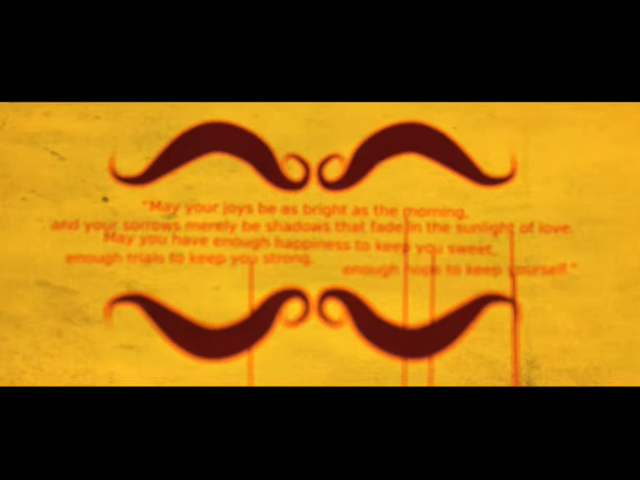 "May your joys be as bright as the morning,
and your sorrows merely be shadows that fade in the sunlight of love.
May you have enough happiness to keep you sweet,
enough trials to keep you strong,
enough hope to keep yourself."